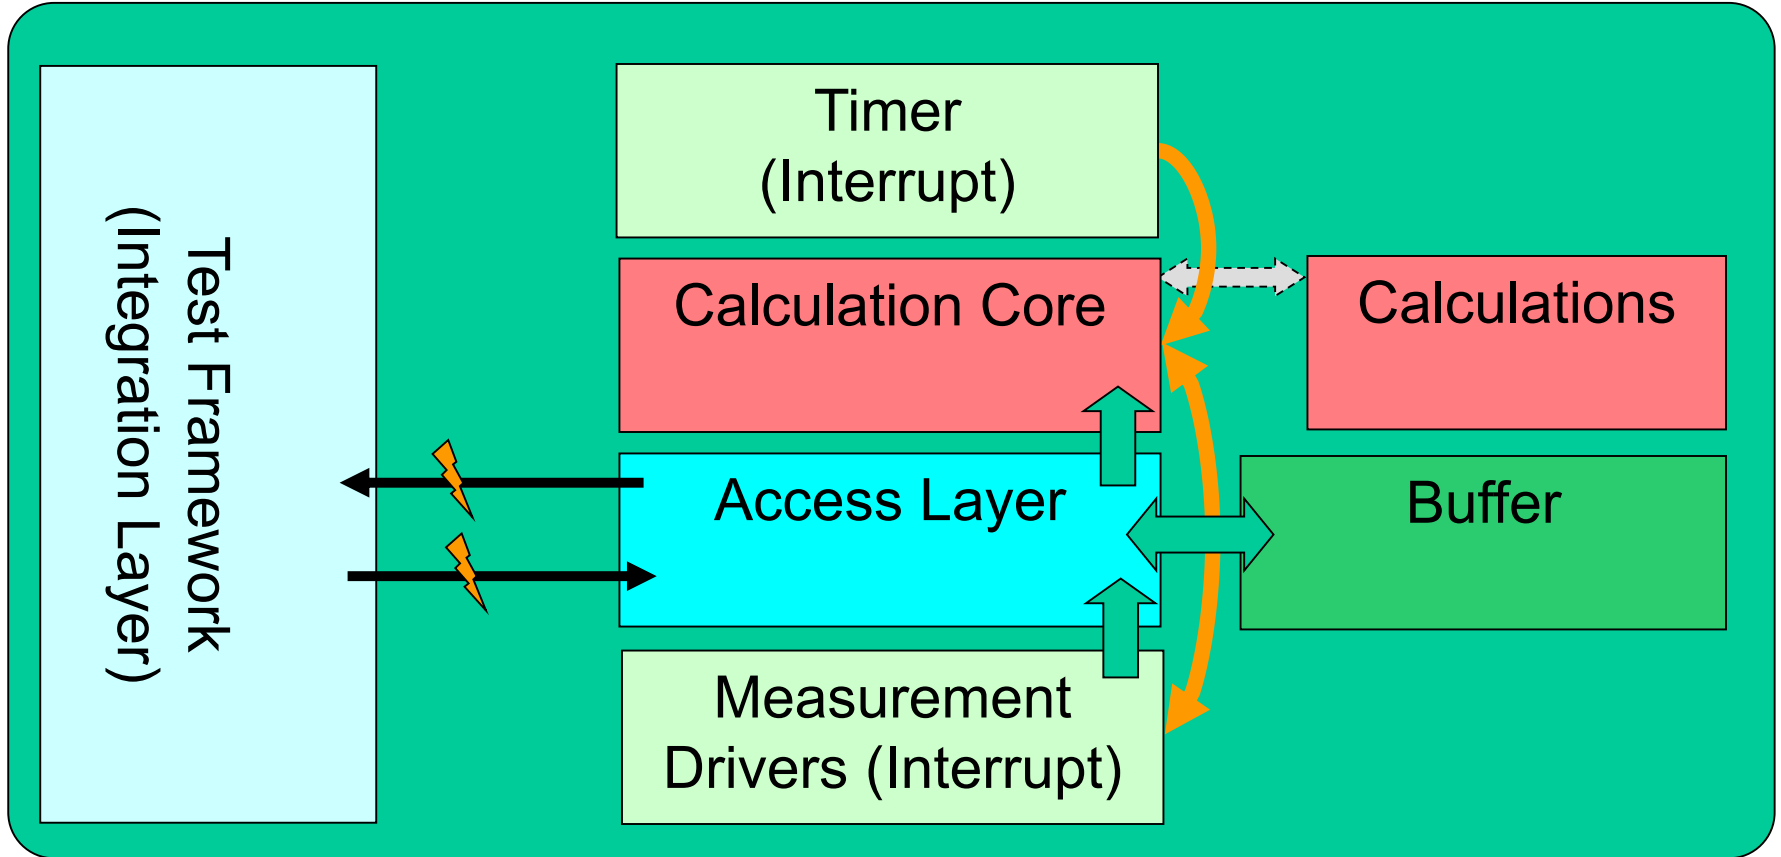 Test Framework
(Integration Layer)
Timer
(Interrupt)
Calculation Core
Calculations
Access Layer
Buffer
Measurement
Drivers (Interrupt)